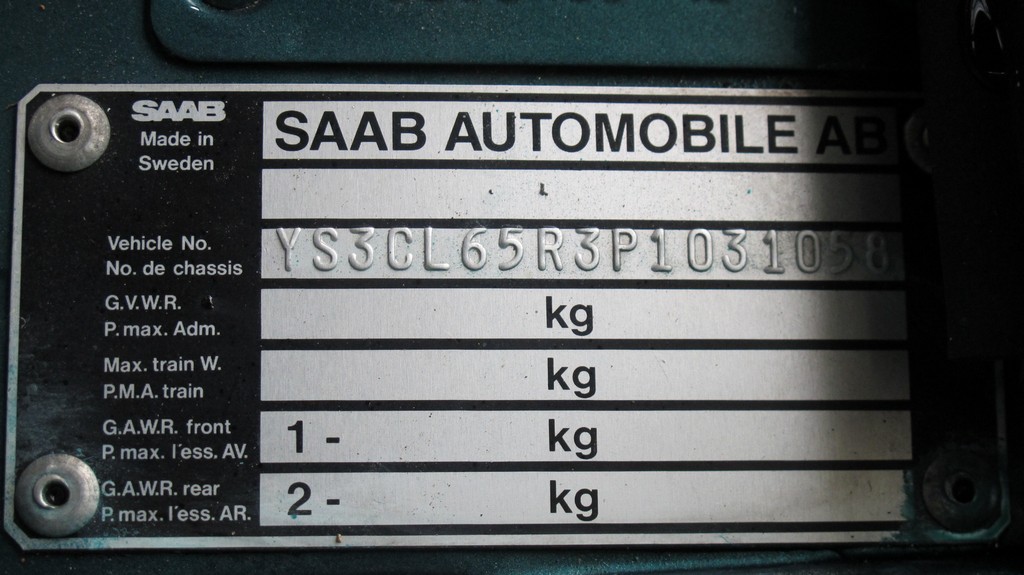 SAAB
Made in
Sweden
SAAB AUTOMOBILE AB
Vehicle No.
No. de chassis
YS3CL65R3P1031058
G.V.W.R.
P. max. Adm.
kg
Max. train W.
P.M.A. train
kg
G.A.W.R. front
P. max. l'ess. AV.
1 - kg
G.A.W.R. rear
P. max. l'ess. AR.
2 - kg